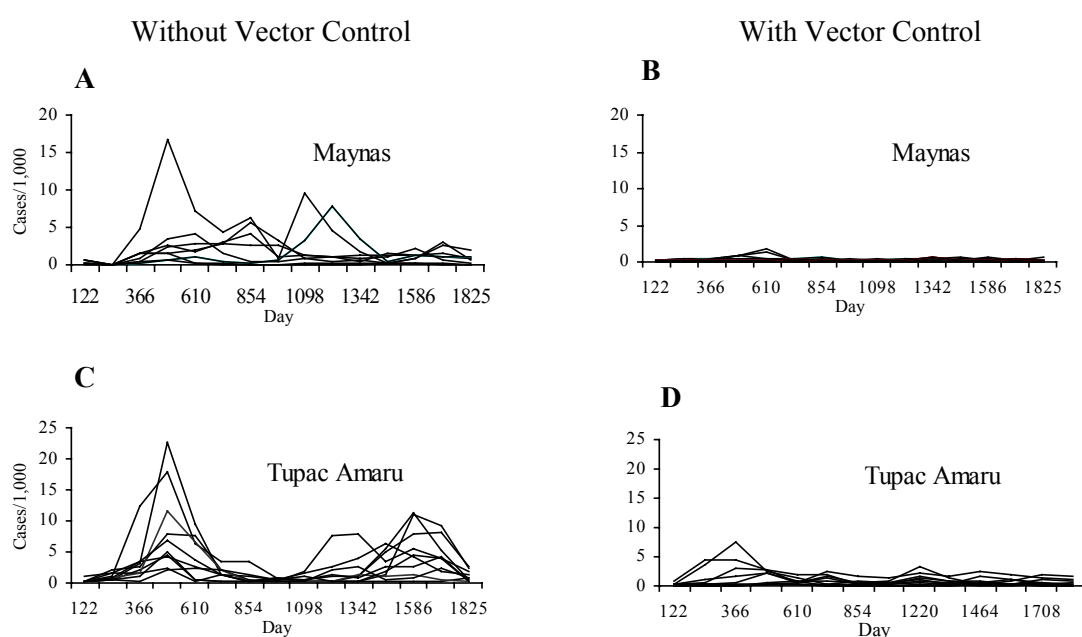 Without Vector Control
With Vector Control
A
20
15
10
5
0
Cases/1,000
Maynas
122 366 610 854 1098 1342 1586 1825
Day
B
20
15
10
5
0
Maynas
122 366 610 854 1098 1342 1586 1825
Day
C
25
20
15
10
5
0
Cases/1,000
Tupac Amaru
122 366 610 854 1098 1342 1586 1825
Day
D
25
20
15
10
5
0
Tupac Amaru
122 366 610 854 1220 1464 1708
Day